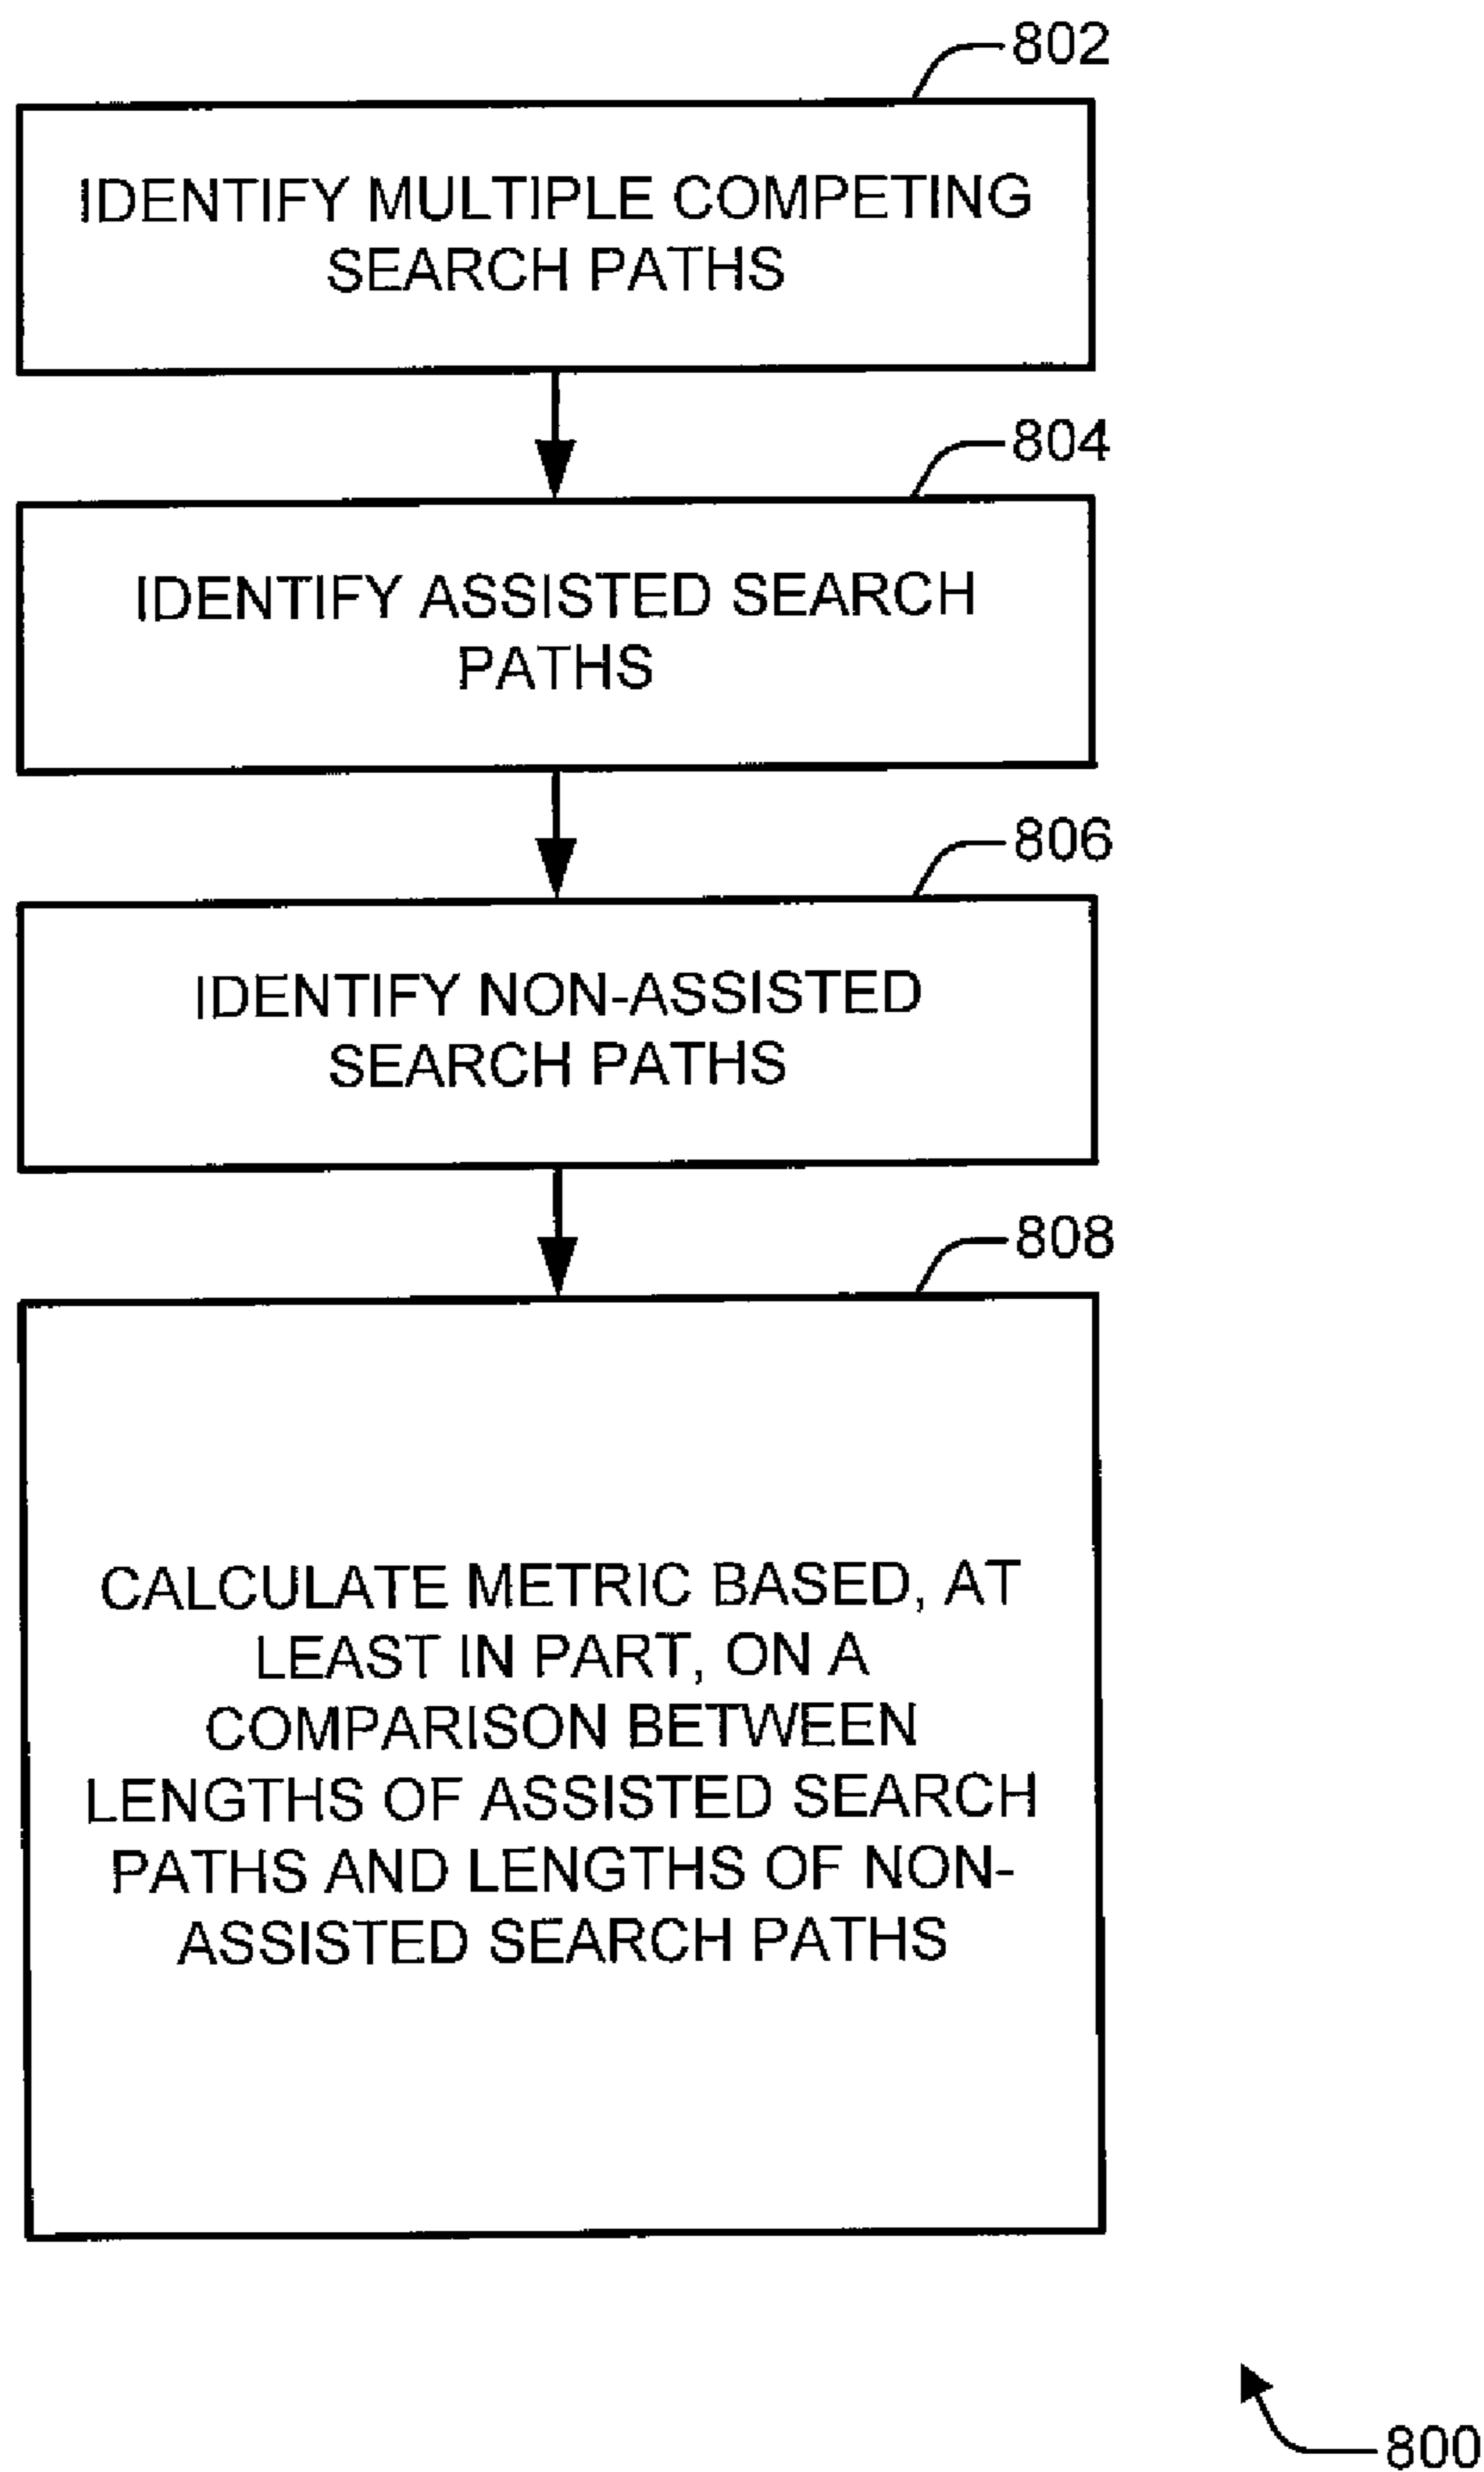 802
IDENTIFY MULTIPLE COMPETING
SEARCH PATHS
804
IDENTIFY ASSISTED SEARCH
PATHS
806
IDENTIFY NON-ASSISTED
SEARCH PATHS
808
CALCULATE METRIC BASED, AT
LEAST IN PART, ON A
COMPARISON BETWEEN
LENGTHS OF ASSISTED SEARCH
PATHS AND LENGTHS OF NON-
ASSISTED SEARCH PATHS
800